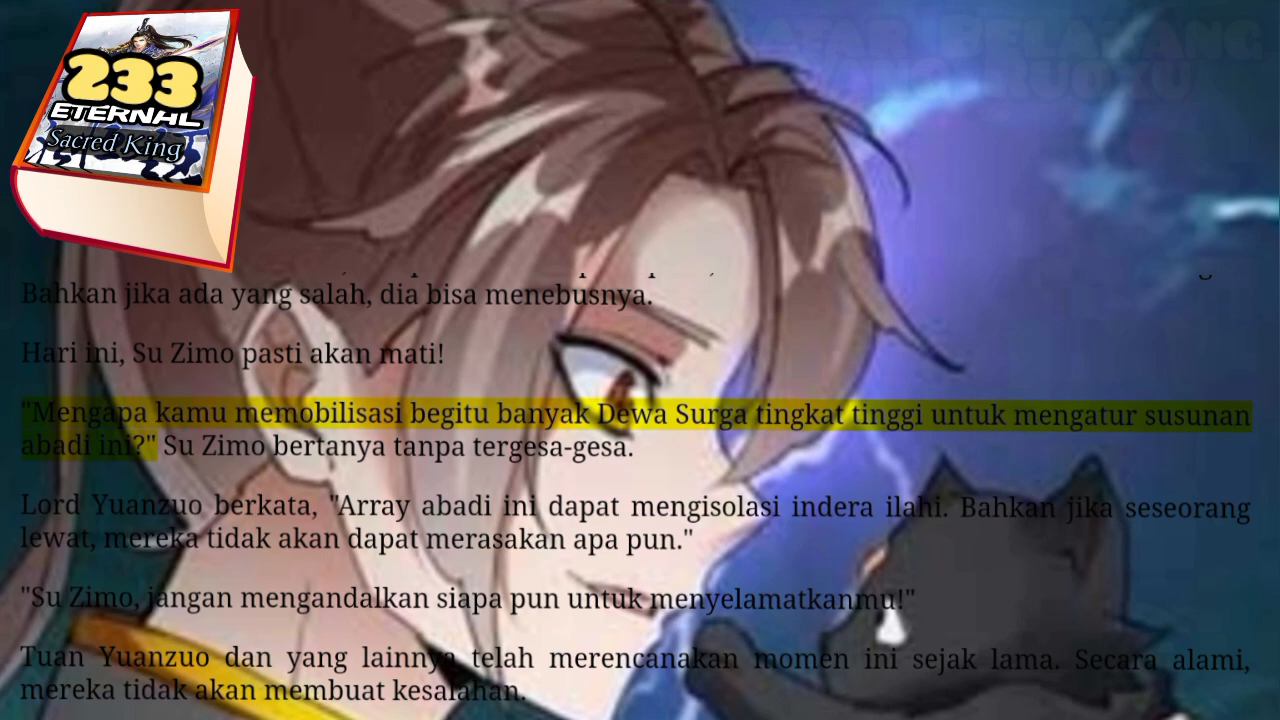 233
ETERNAL
Sacred King
Bahkan jika ada yang salah, dia bisa menebusnya.
Hari ini, Su Zimo pasti akan mati!
"Mengapa kamu memobilisasi begitu banyak Dewa Surga tingkat tinggi untuk mengatur susunan
abadi ini?" Su Zimo bertanya tanpa tergesa-gesa.
Lord Yuanzuo berkata, "Array abadi ini dapat mengisolasi indera ilahi. Bahkan jika seseorang
lewat, mereka tidak akan dapat merasakan apa pun."
"Su Zimo, jangan mengandalkan siapa pun untuk menyelamatkanmu!"
Tuan Yuanzuo dan yang lainnya telah merencanakan momen ini sejak lama. Secara alami,
mereka tidak akan membuat kesalahan.